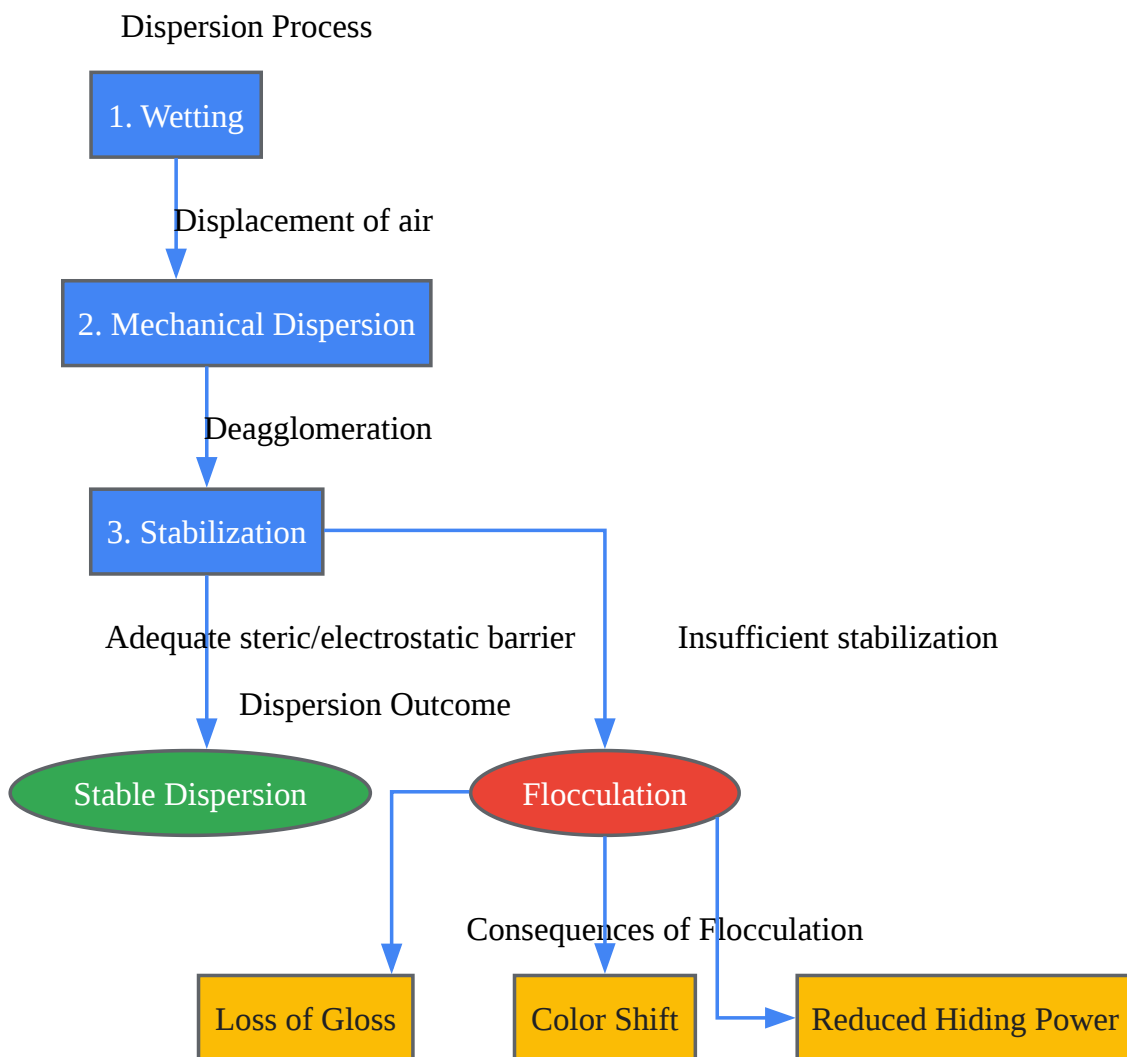 Dispersion Process
1. Wetting
Displacement of air
2. Mechanical Dispersion
Deagglomeration
3. Stabilization
Adequate steric/electrostatic barrier
Insufficient stabilization
Dispersion Outcome
Stable Dispersion
Flocculation
Consequences of Flocculation
Loss of Gloss
Color Shift
Reduced Hiding Power